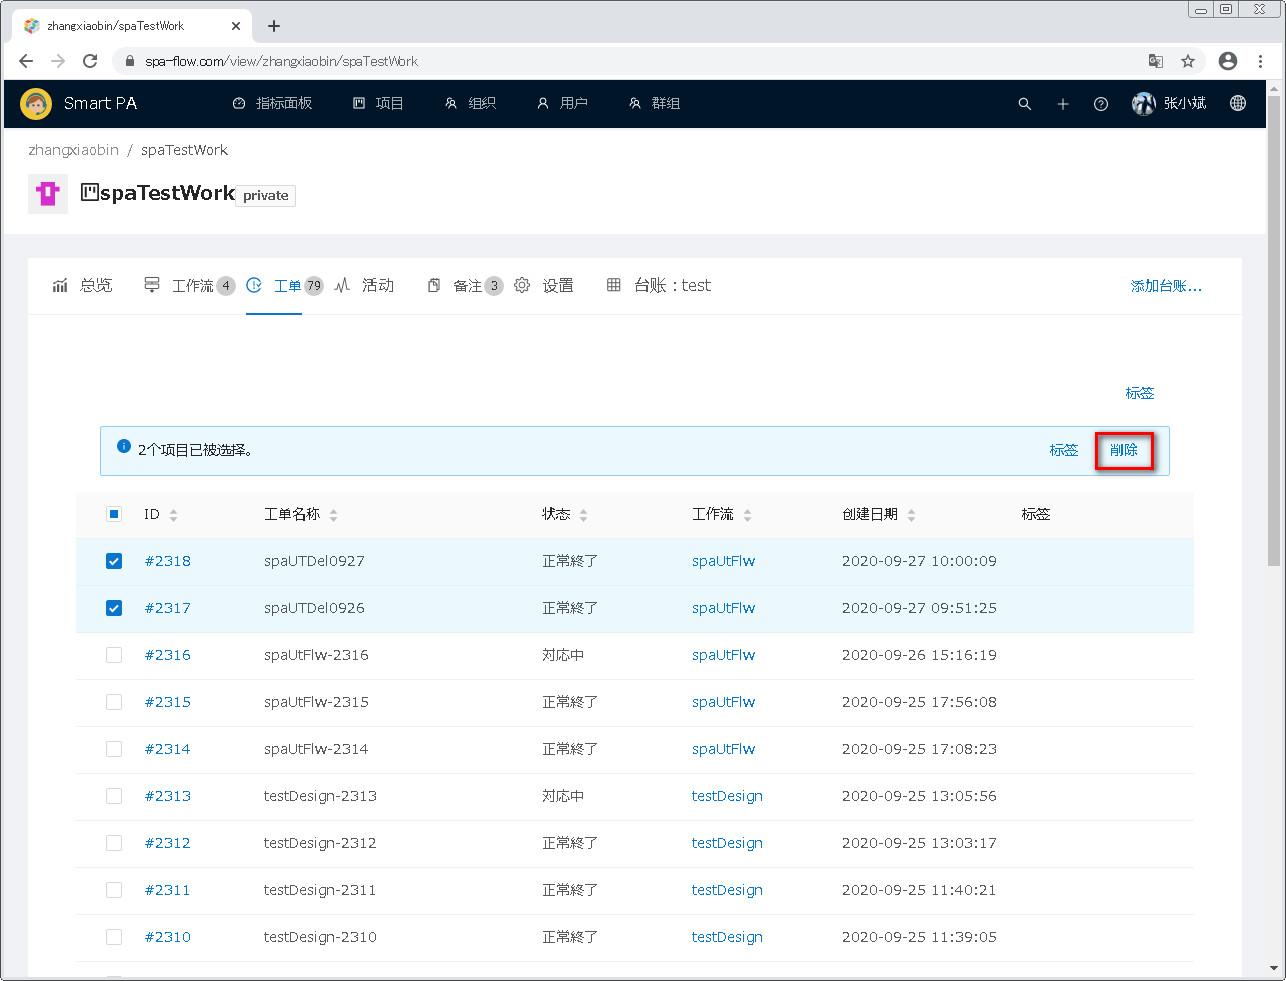 zhangxiaobin/spaTestWork
spa-flow.com/view/zhangxiaobin/spaTestWork
Smart PA 指标面板 项目 组织 用户 群组 张小斌
zhangxiaobin / spaTestWork
spaTestWork private
总览 工作流 4 工单 79 活动 备注 3 设置 台账：test 添加台账...
标签
2个项目已被选择。 标签 削除
ID 工单名称 状态 工作流 创建日期 标签
#2318 spaUTDel0927 正常終了 spaUtFlw 2020-09-27 10:00:09
#2317 spaUTDel0926 正常終了 spaUtFlw 2020-09-27 09:51:25
#2316 spaUtFlw-2316 対応中 spaUtFlw 2020-09-26 15:16:19
#2315 spaUtFlw-2315 正常終了 spaUtFlw 2020-09-25 17:56:08
#2314 spaUtFlw-2314 正常終了 spaUtFlw 2020-09-25 17:08:23
#2313 testDesign-2313 対応中 testDesign 2020-09-25 13:05:56
#2312 testDesign-2312 正常終了 testDesign 2020-09-25 13:03:17
#2311 testDesign-2311 正常終了 testDesign 2020-09-25 11:40:21
#2310 testDesign-2310 正常終了 testDesign 2020-09-25 11:39:05